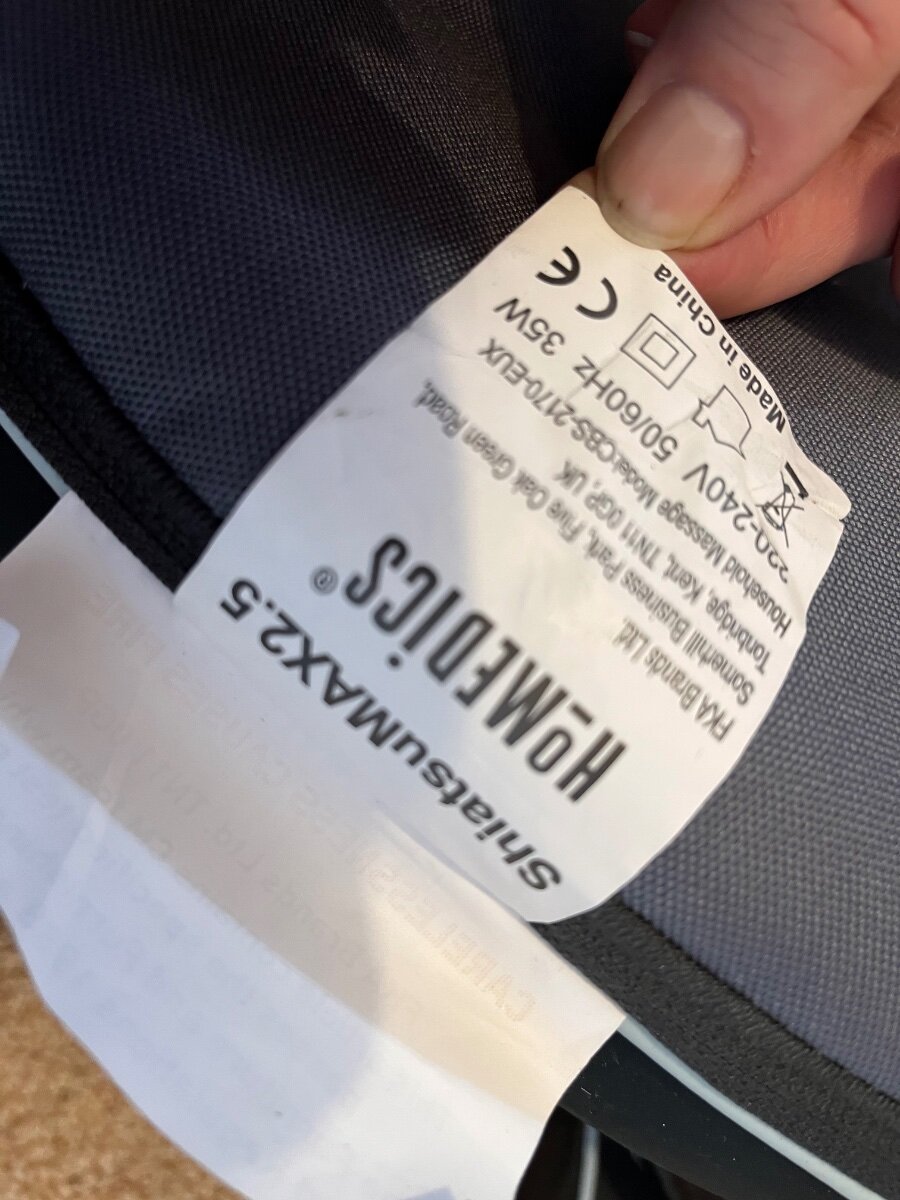 ShiatsuMAX2.5
HoMEDICS®
FKA Brands Ltd.
Somerhill Business Park, Five Oak Green Road,
Tonbridge, Kent, TN11 0GP, UK
Household Massage Model:CBS-2170-EUX
220-240V 50/60Hz 35W
CE
Made in China